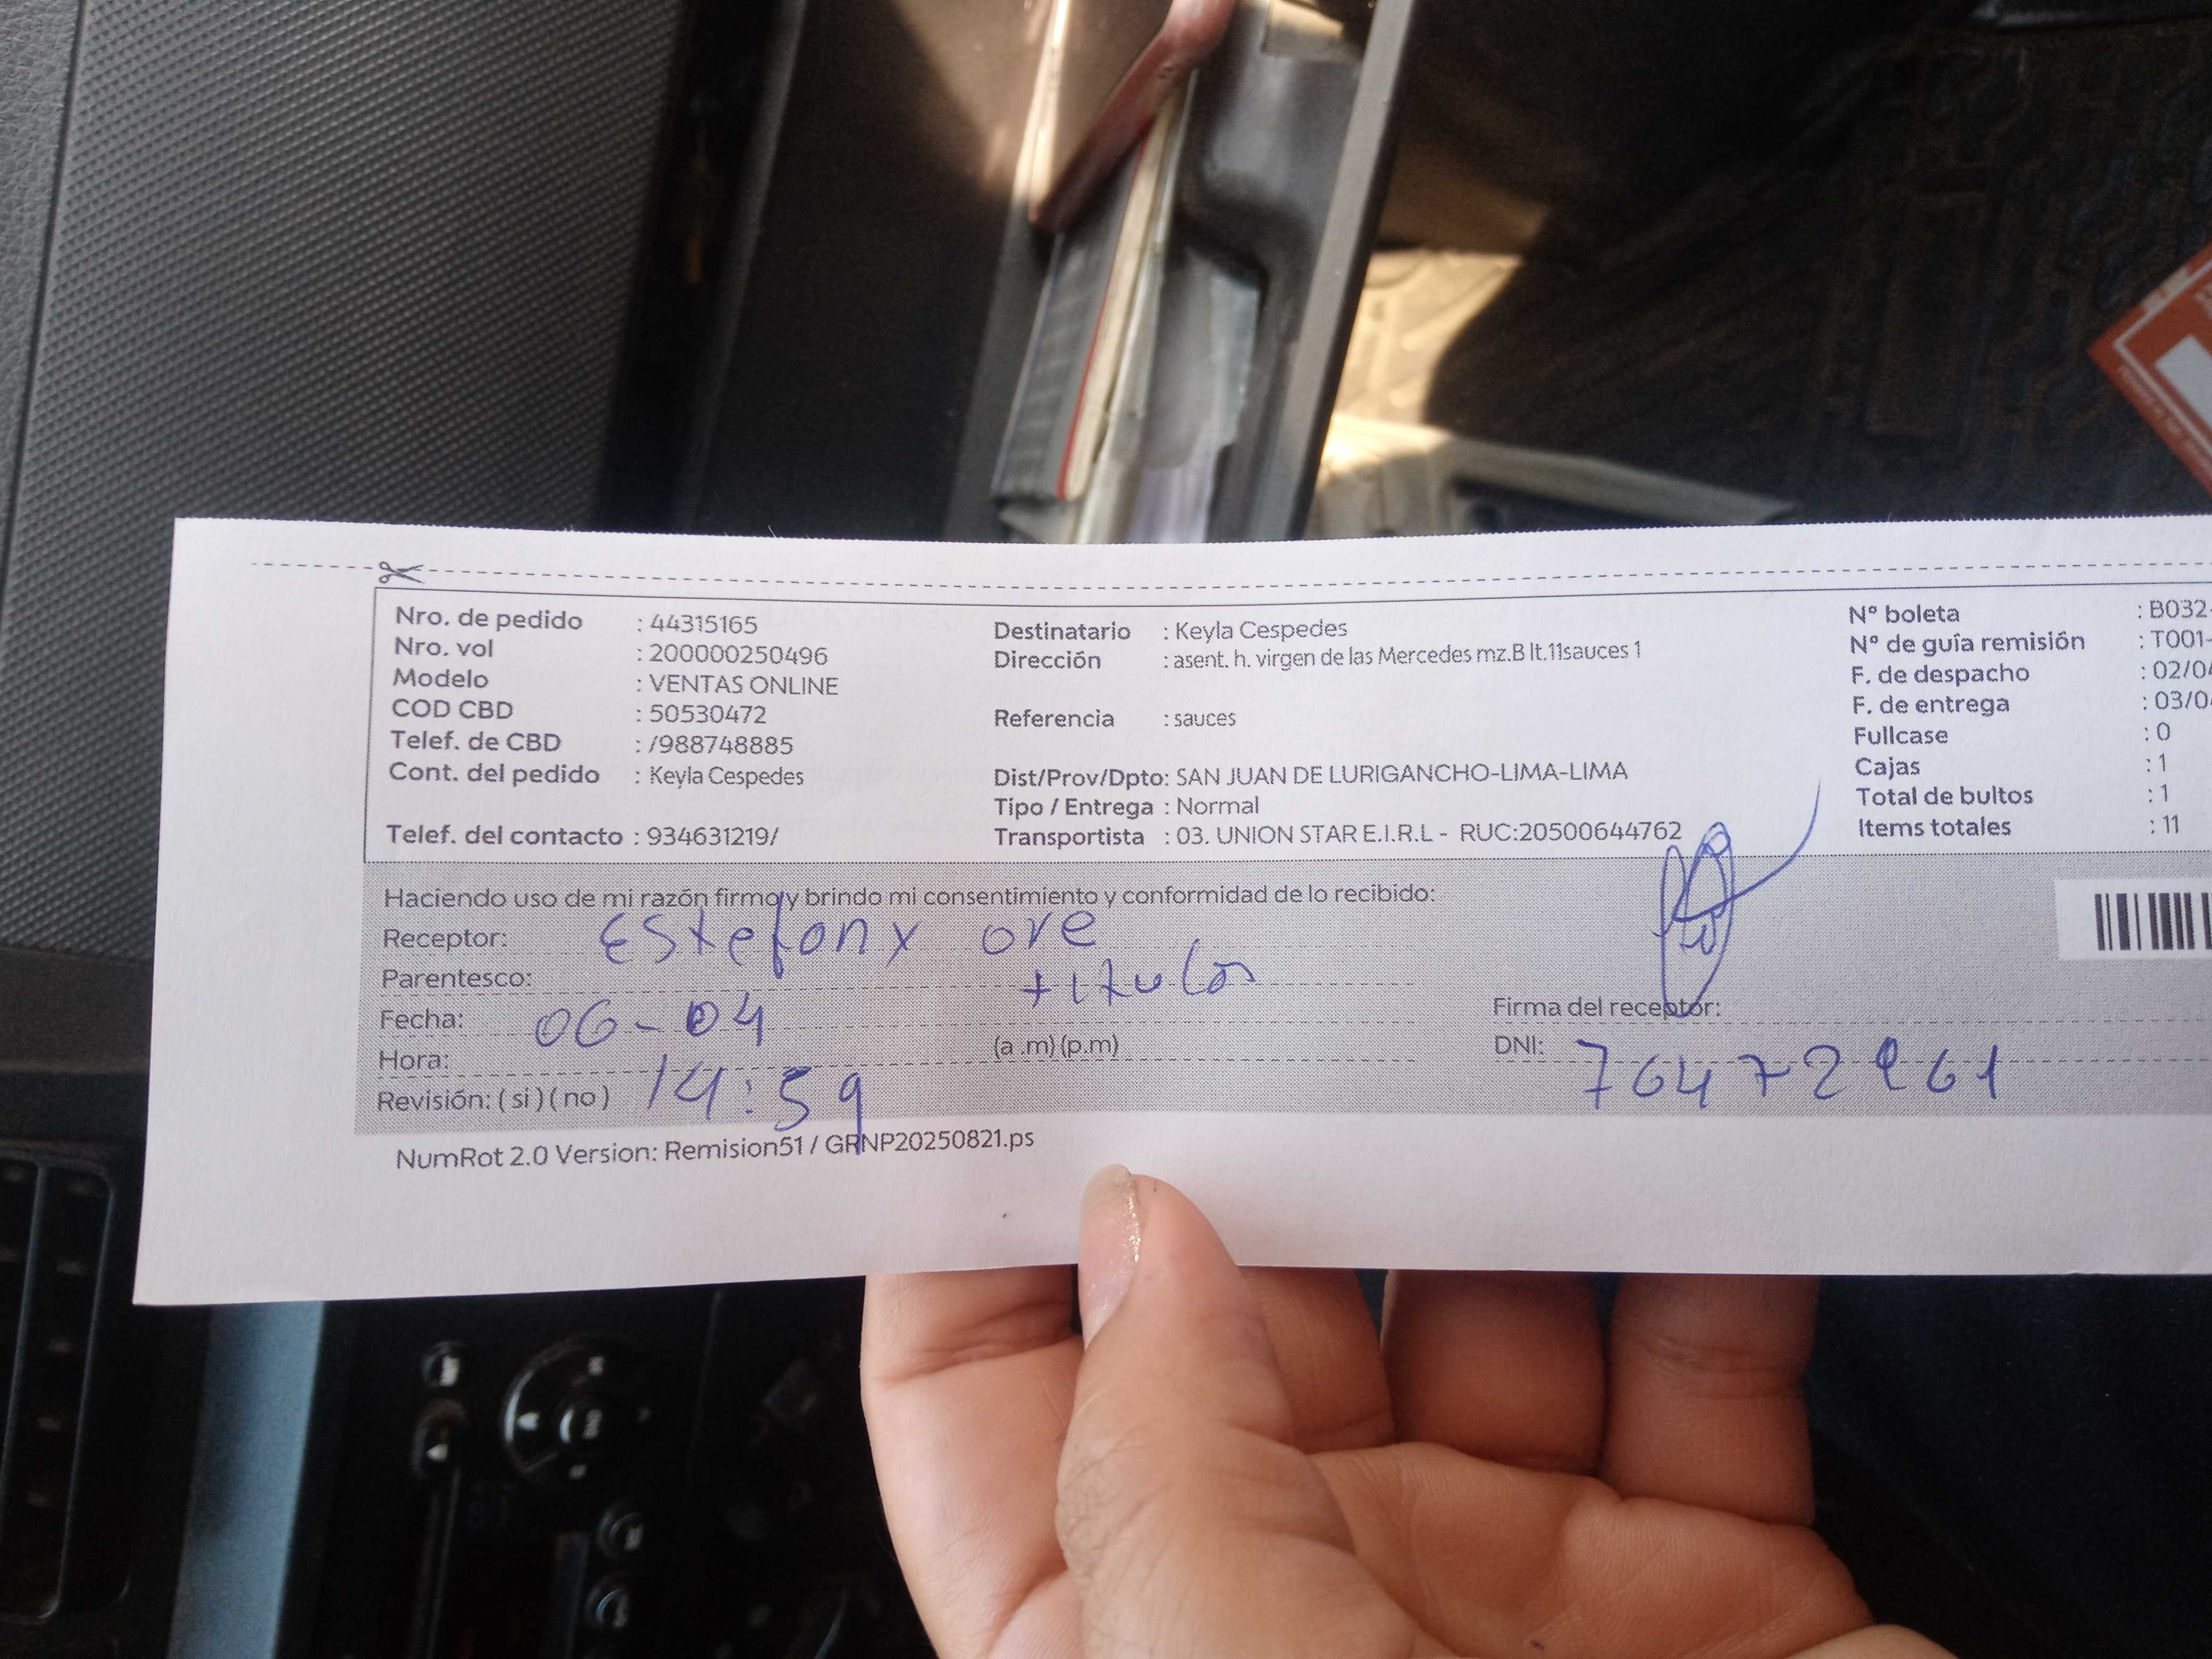 Nro. de pedido : 44315165
Nro. vol : 200000250496
Modelo : VENTAS ONLINE
COD CBD : 50530472
Telef. de CBD : /988748885
Cont. del pedido : Keyla Cespedes
Telef. del contacto : 934631219/
Destinatario : Keyla Cespedes
Dirección : asent. h. virgen de las Mercedes mz.B lt.11sauces 1
Referencia : sauces
Dist/Prov/Dpto: SAN JUAN DE LURIGANCHO-LIMA-LIMA
Tipo / Entrega : Normal
Transportista : 03. UNION STAR E.I.R.L - RUC:20500644762
N° boleta : B032-
N° de guía remisión : T001-
F. de despacho : 02/04
F. de entrega : 03/0
Fullcase : 0
Cajas : 1
Total de bultos : 1
Items totales : 11
Haciendo uso de mi razón firmo y brindo mi consentimiento y conformidad de lo recibido:
Receptor: Estefany ore
Parentesco: titular
Fecha: 06-04
Hora: 14:59 (a .m) (p.m)
Revisión: ( si ) ( no )
Firma del receptor:
DNI:
NumRot 2.0 Version: Remision51 / GRNP20250821.ps